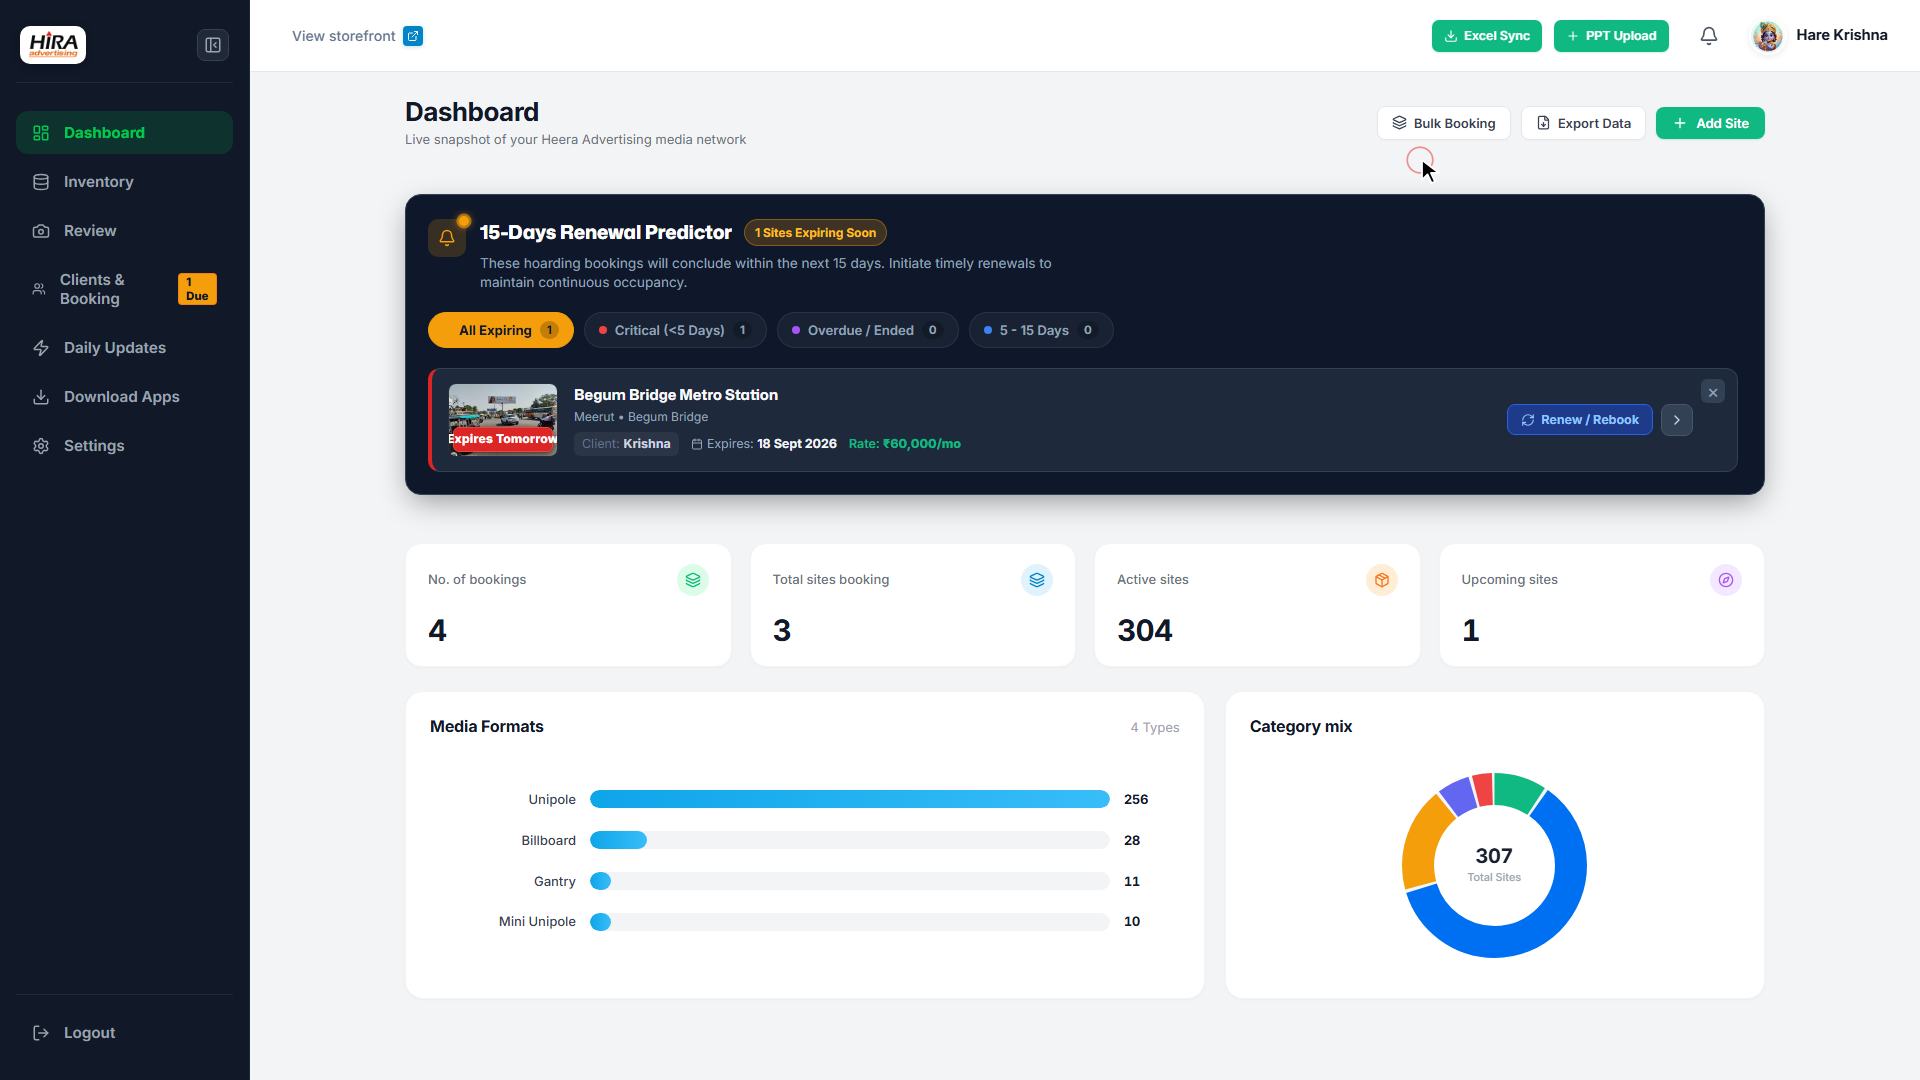 HiRA
advertising
View storefront
Excel Sync
PPT Upload
Hare Krishna
Dashboard
Inventory
Review
Clients &
Booking
1
Due
Daily Updates
Download Apps
Settings
Logout
Dashboard
Live snapshot of your Heera Advertising media network
Bulk Booking
Export Data
Add Site
15-Days Renewal Predictor
1 Sites Expiring Soon
These hoarding bookings will conclude within the next 15 days. Initiate timely renewals to
maintain continuous occupancy.
All Expiring 1
Critical (<5 Days) 1
Overdue / Ended 0
5 - 15 Days 0
Expires Tomorrow
Begum Bridge Metro Station
Meerut • Begum Bridge
Client: Krishna
Expires: 18 Sept 2026
Rate: ₹60,000/mo
Renew / Rebook
No. of bookings
4
Total sites booking
3
Active sites
304
Upcoming sites
1
Media Formats
4 Types
Unipole 256
Billboard 28
Gantry 11
Mini Unipole 10
Category mix
307
Total Sites